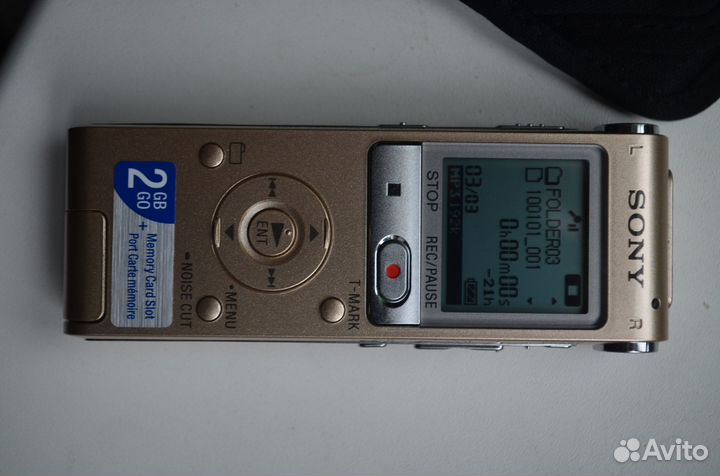 L SONY R
FOLDER03
100101_001
0h00m00s
03/03
MP3 192K
-21h
STOP REC/PAUSE
T-MARK
ENT
•MENU
•NOISE CUT
2 GB
GO
+ Memory Card Slot
Port Carte mémoire
Avito